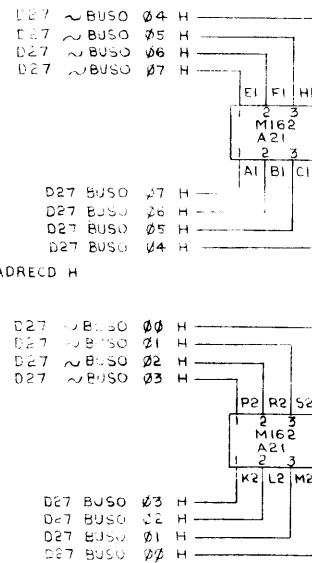 D27 ~BUSO Ø4 H
D27 ~BUSO Ø5 H
D27 ~BUSO Ø6 H
D27 ~BUSO Ø7 H
E1 F1 H1
1 2 3
M162
A21
1 2 3
A1 B1 C1
D27 BUSO Ø7 H
D27 BUSO Ø6 H
D27 BUSO Ø5 H
D27 BUSO Ø4 H
ADRECD H
D27 ~BUSO ØØ H
D27 ~BUSO Ø1 H
D27 ~BUSO Ø2 H
D27 ~BUSO Ø3 H
P2 R2 S2
1 2 3
M162
A21
1 2 3
K2 L2 M2
D27 BUSO Ø3 H
D27 BUSO Ø2 H
D27 BUSO Ø1 H
D27 BUSO ØØ H